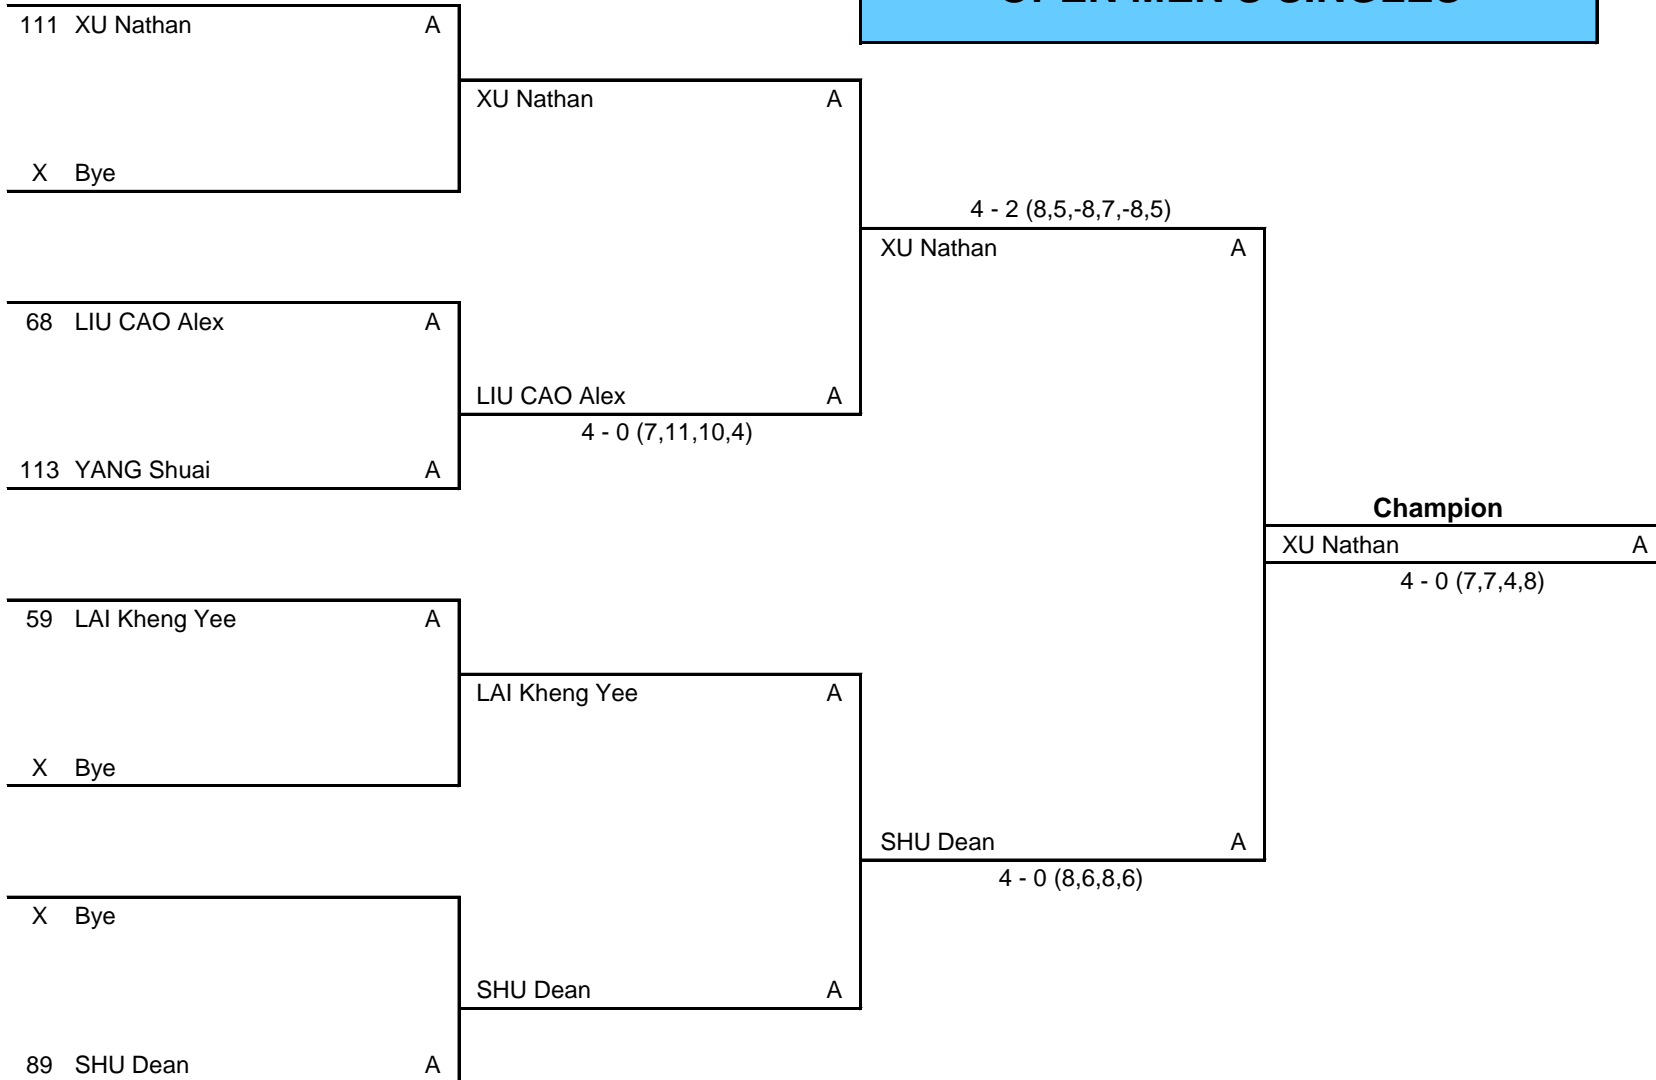 OPEN MEN'S SINGLES
111 XU Nathan A
XU Nathan A
X Bye
4 - 2 (8,5,-8,7,-8,5)
XU Nathan A
68 LIU CAO Alex A
LIU CAO Alex A
4 - 0 (7,11,10,4)
113 YANG Shuai A
Champion
XU Nathan A
4 - 0 (7,7,4,8)
59 LAI Kheng Yee A
LAI Kheng Yee A
X Bye
SHU Dean A
4 - 0 (8,6,8,6)
X Bye
SHU Dean A
89 SHU Dean A